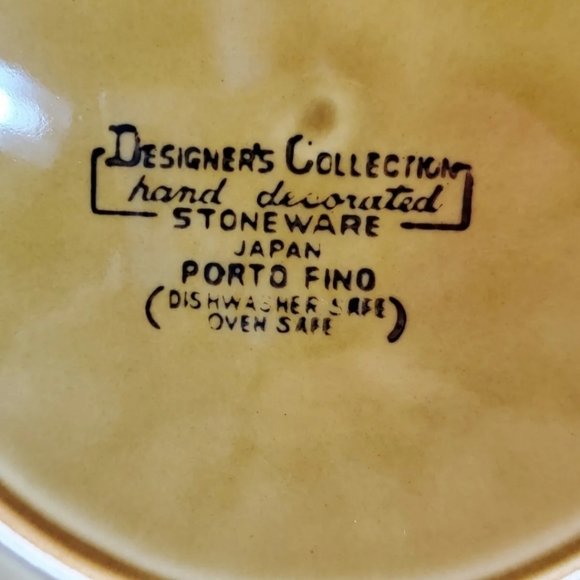 DESIGNER'S COLLECTION
hand decorated
STONEWARE
JAPAN
PORTO FINO
(DISHWASHER SAFE
OVEN SAFE)